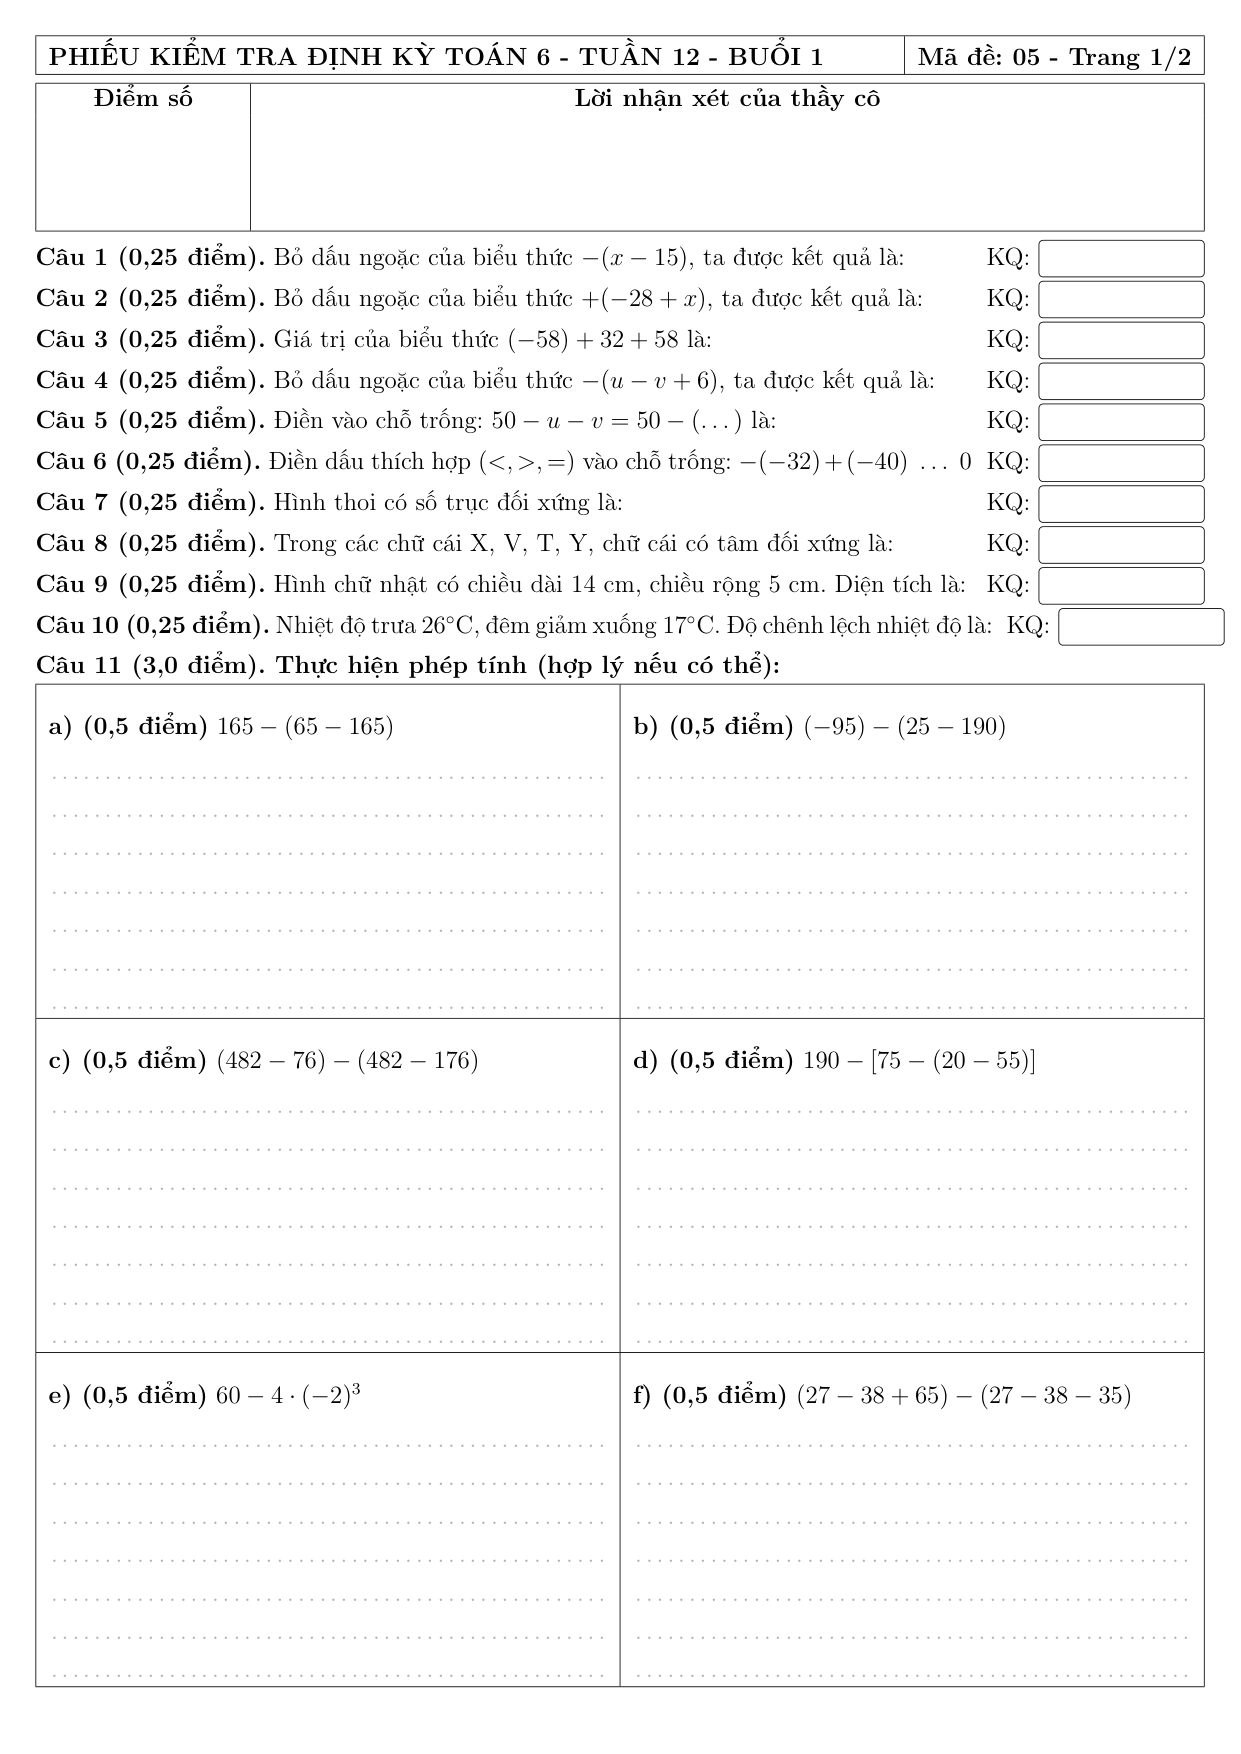 PHIẾU KIỂM TRA ĐỊNH KỲ TOÁN 6 - TUẦN 12 - BUỔI 1 Mã đề: 05 - Trang 1/2
Điểm số Lời nhận xét của thầy cô
Câu 1 (0,25 điểm). Bỏ dấu ngoặc của biểu thức −(x − 15), ta được kết quả là: KQ:
Câu 2 (0,25 điểm). Bỏ dấu ngoặc của biểu thức +(−28 + x), ta được kết quả là: KQ:
Câu 3 (0,25 điểm). Giá trị của biểu thức (−58) + 32 + 58 là: KQ:
Câu 4 (0,25 điểm). Bỏ dấu ngoặc của biểu thức −(u − v + 6), ta được kết quả là: KQ:
Câu 5 (0,25 điểm). Điền vào chỗ trống: 50 − u − v = 50 − (...) là: KQ:
Câu 6 (0,25 điểm). Điền dấu thích hợp (<, >, =) vào chỗ trống: −(−32) + (−40) ... 0 KQ:
Câu 7 (0,25 điểm). Hình thoi có số trục đối xứng là: KQ:
Câu 8 (0,25 điểm). Trong các chữ cái X, V, T, Y, chữ cái có tâm đối xứng là: KQ:
Câu 9 (0,25 điểm). Hình chữ nhật có chiều dài 14 cm, chiều rộng 5 cm. Diện tích là: KQ:
Câu 10 (0,25 điểm). Nhiệt độ trưa 26°C, đêm giảm xuống 17°C. Độ chênh lệch nhiệt độ là: KQ:
Câu 11 (3,0 điểm). Thực hiện phép tính (hợp lý nếu có thể):
a) (0,5 điểm) 165 − (65 − 165) b) (0,5 điểm) (−95) − (25 − 190)
c) (0,5 điểm) (482 − 76) − (482 − 176) d) (0,5 điểm) 190 − [75 − (20 − 55)]
e) (0,5 điểm) 60 − 4 · (−2)³ f) (0,5 điểm) (27 − 38 + 65) − (27 − 38 − 35)